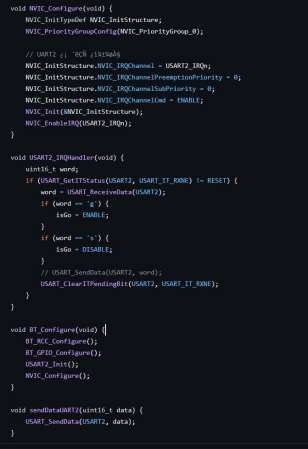 void NVIC_Configure(void) {
NVIC_InitTypeDef NVIC_InitStructure;
NVIC_PriorityGroupConfig(NVIC_PriorityGroup_0);
// UART2
NVIC_InitStructure.NVIC_IRQChannel = USART2_IRQn;
NVIC_InitStructure.NVIC_IRQChannelPreemptionPriority = 0;
NVIC_InitStructure.NVIC_IRQChannelSubPriority = 0;
NVIC_InitStructure.NVIC_IRQChannelCmd = ENABLE;
NVIC_Init(&NVIC_InitStructure);
NVIC_EnableIRQ(USART2_IRQn);
}
void USART2_IRQHandler(void) {
uint16_t word;
if (USART_GetITStatus(USART2, USART_IT_RXNE) != RESET) {
word = USART_ReceiveData(USART2);
if (word == 'g') {
isGo = ENABLE;
}
if (word == 's') {
isGo = DISABLE;
}
// USART_SendData(USART2, word);
USART_ClearITPendingBit(USART2, USART_IT_RXNE);
}
}
void BT_Configure(void) {
BT_RCC_Configure();
BT_GPIO_Configure();
USART2_Init();
NVIC_Configure();
}
void sendDataUART2(uint16_t data) {
USART_SendData(USART2, data);
}